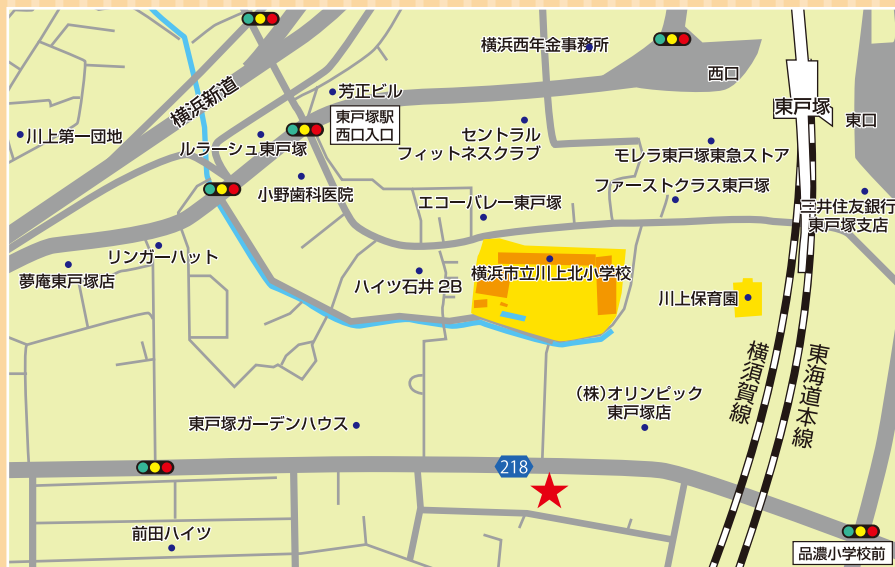 横浜西年金事務所
西口
東戸塚
東口
横浜新道
芳正ビル
東戸塚駅
西口入口
川上第一団地
ルラーシュ東戸塚
セントラル
フィットネスクラブ
モレラ東戸塚東急ストア
小野歯科医院
エコーバレー東戸塚
ファーストクラス東戸塚
三井住友銀行
東戸塚支店
リンガーハット
夢庵東戸塚店
ハイツ石井 2B
横浜市立川上北小学校
川上保育園
横須賀線
東海道本線
(株)オリンピック
東戸塚店
東戸塚ガーデンハウス
218
前田ハイツ
品濃小学校前